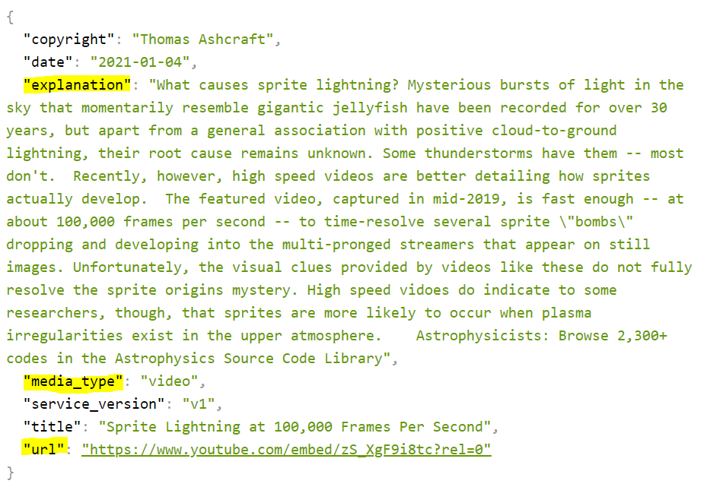 {
"copyright": "Thomas Ashcraft",
"date": "2021-01-04",
"explanation": "What causes sprite lightning? Mysterious bursts of light in the
sky that momentarily resemble gigantic jellyfish have been recorded for over 30
years, but apart from a general association with positive cloud-to-ground
lightning, their root cause remains unknown. Some thunderstorms have them -- most
don't.  Recently, however, high speed videos are better detailing how sprites
actually develop.  The featured video, captured in mid-2019, is fast enough -- at
about 100,000 frames per second -- to time-resolve several sprite \"bombs\"
dropping and developing into the multi-pronged streamers that appear on still
images. Unfortunately, the visual clues provided by videos like these do not fully
resolve the sprite origins mystery. High speed vidoes do indicate to some
researchers, though, that sprites are more likely to occur when plasma
irregularities exist in the upper atmosphere.    Astrophysicists: Browse 2,300+
codes in the Astrophysics Source Code Library",
"media_type": "video",
"service_version": "v1",
"title": "Sprite Lightning at 100,000 Frames Per Second",
"url": "https://www.youtube.com/embed/zS_XgF9i8tc?rel=0"
}